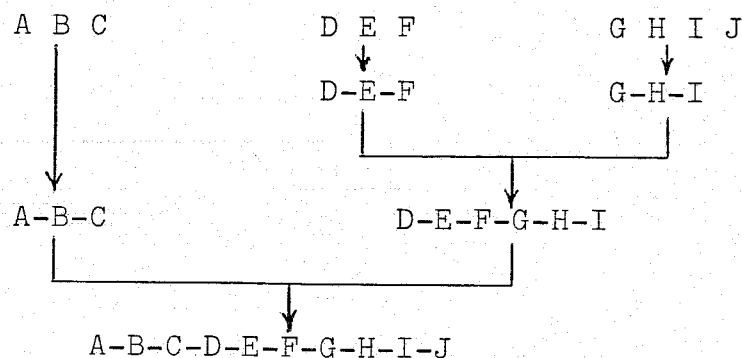 A B C D E F G H I J
D-E-F G-H-I
A-B-C D-E-F-G-H-I
A-B-C-D-E-F-G-H-I-J